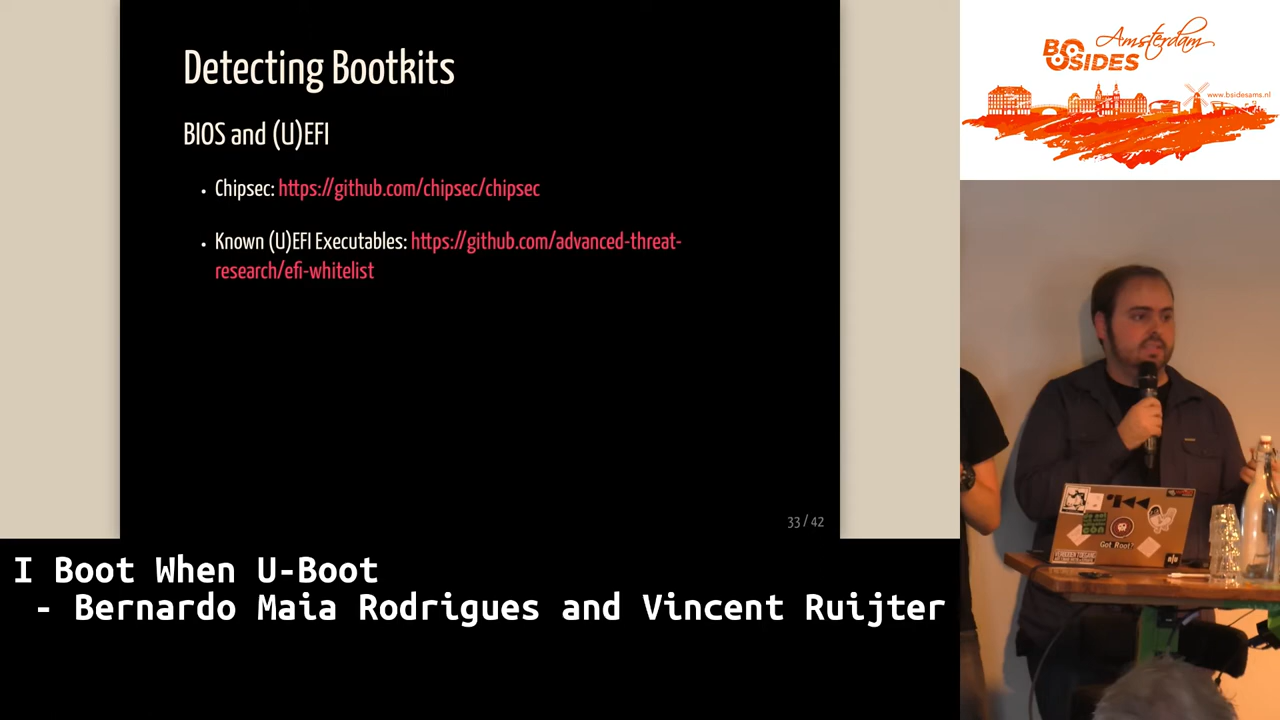 Detecting Bootkits
BIOS and (U)EFI
• Chipsec: https://github.com/chipsec/chipsec
• Known (U)EFI Executables: https://github.com/advanced-threat-
research/efi-whitelist
33 / 42
I Boot When U-Boot
- Bernardo Maia Rodrigues and Vincent Ruijter
BSIDES
Amsterdam
www.bsidesams.nl
Got Root?